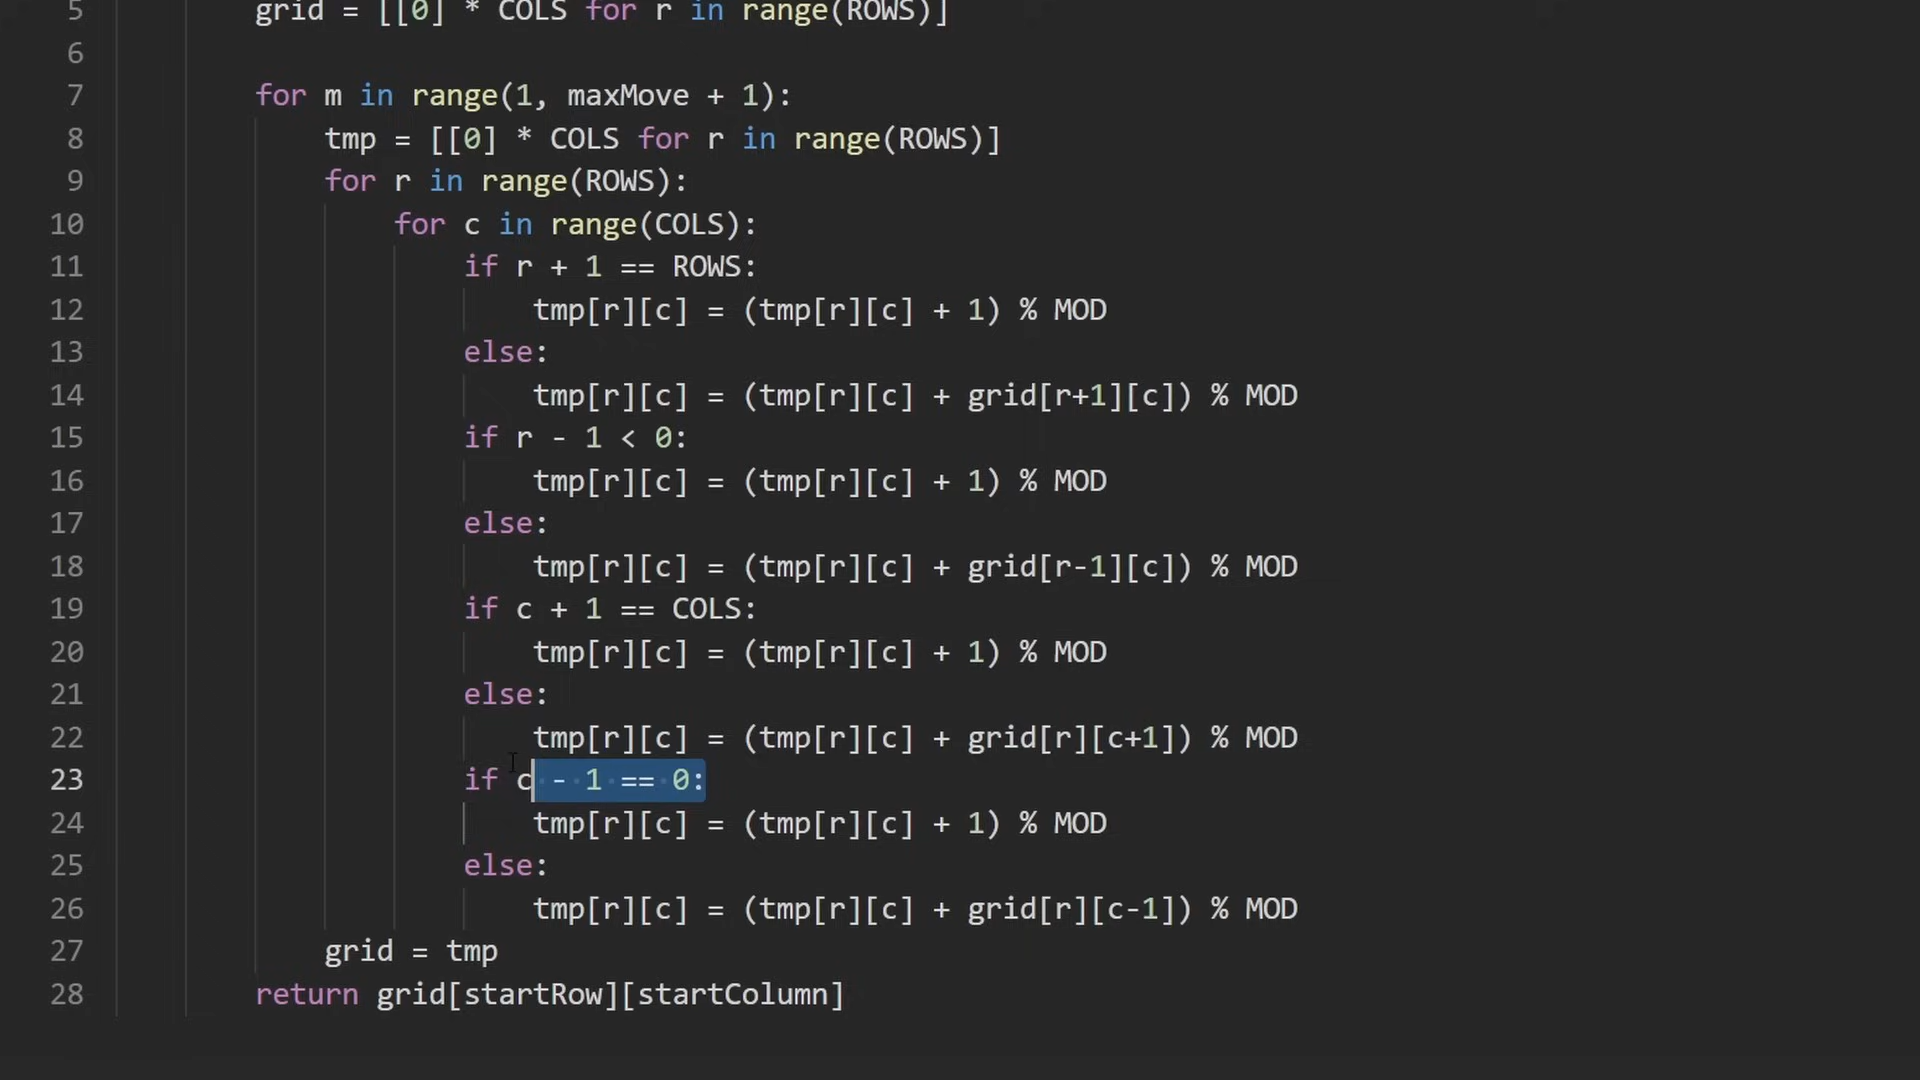 5 grid = [[0] * COLS for r in range(ROWS)]
6
7 for m in range(1, maxMove + 1):
8 tmp = [[0] * COLS for r in range(ROWS)]
9 for r in range(ROWS):
10 for c in range(COLS):
11 if r + 1 == ROWS:
12 tmp[r][c] = (tmp[r][c] + 1) % MOD
13 else:
14 tmp[r][c] = (tmp[r][c] + grid[r+1][c]) % MOD
15 if r - 1 < 0:
16 tmp[r][c] = (tmp[r][c] + 1) % MOD
17 else:
18 tmp[r][c] = (tmp[r][c] + grid[r-1][c]) % MOD
19 if c + 1 == COLS:
20 tmp[r][c] = (tmp[r][c] + 1) % MOD
21 else:
22 tmp[r][c] = (tmp[r][c] + grid[r][c+1]) % MOD
23 if c - 1 == 0:
24 tmp[r][c] = (tmp[r][c] + 1) % MOD
25 else:
26 tmp[r][c] = (tmp[r][c] + grid[r][c-1]) % MOD
27 grid = tmp
28 return grid[startRow][startColumn]